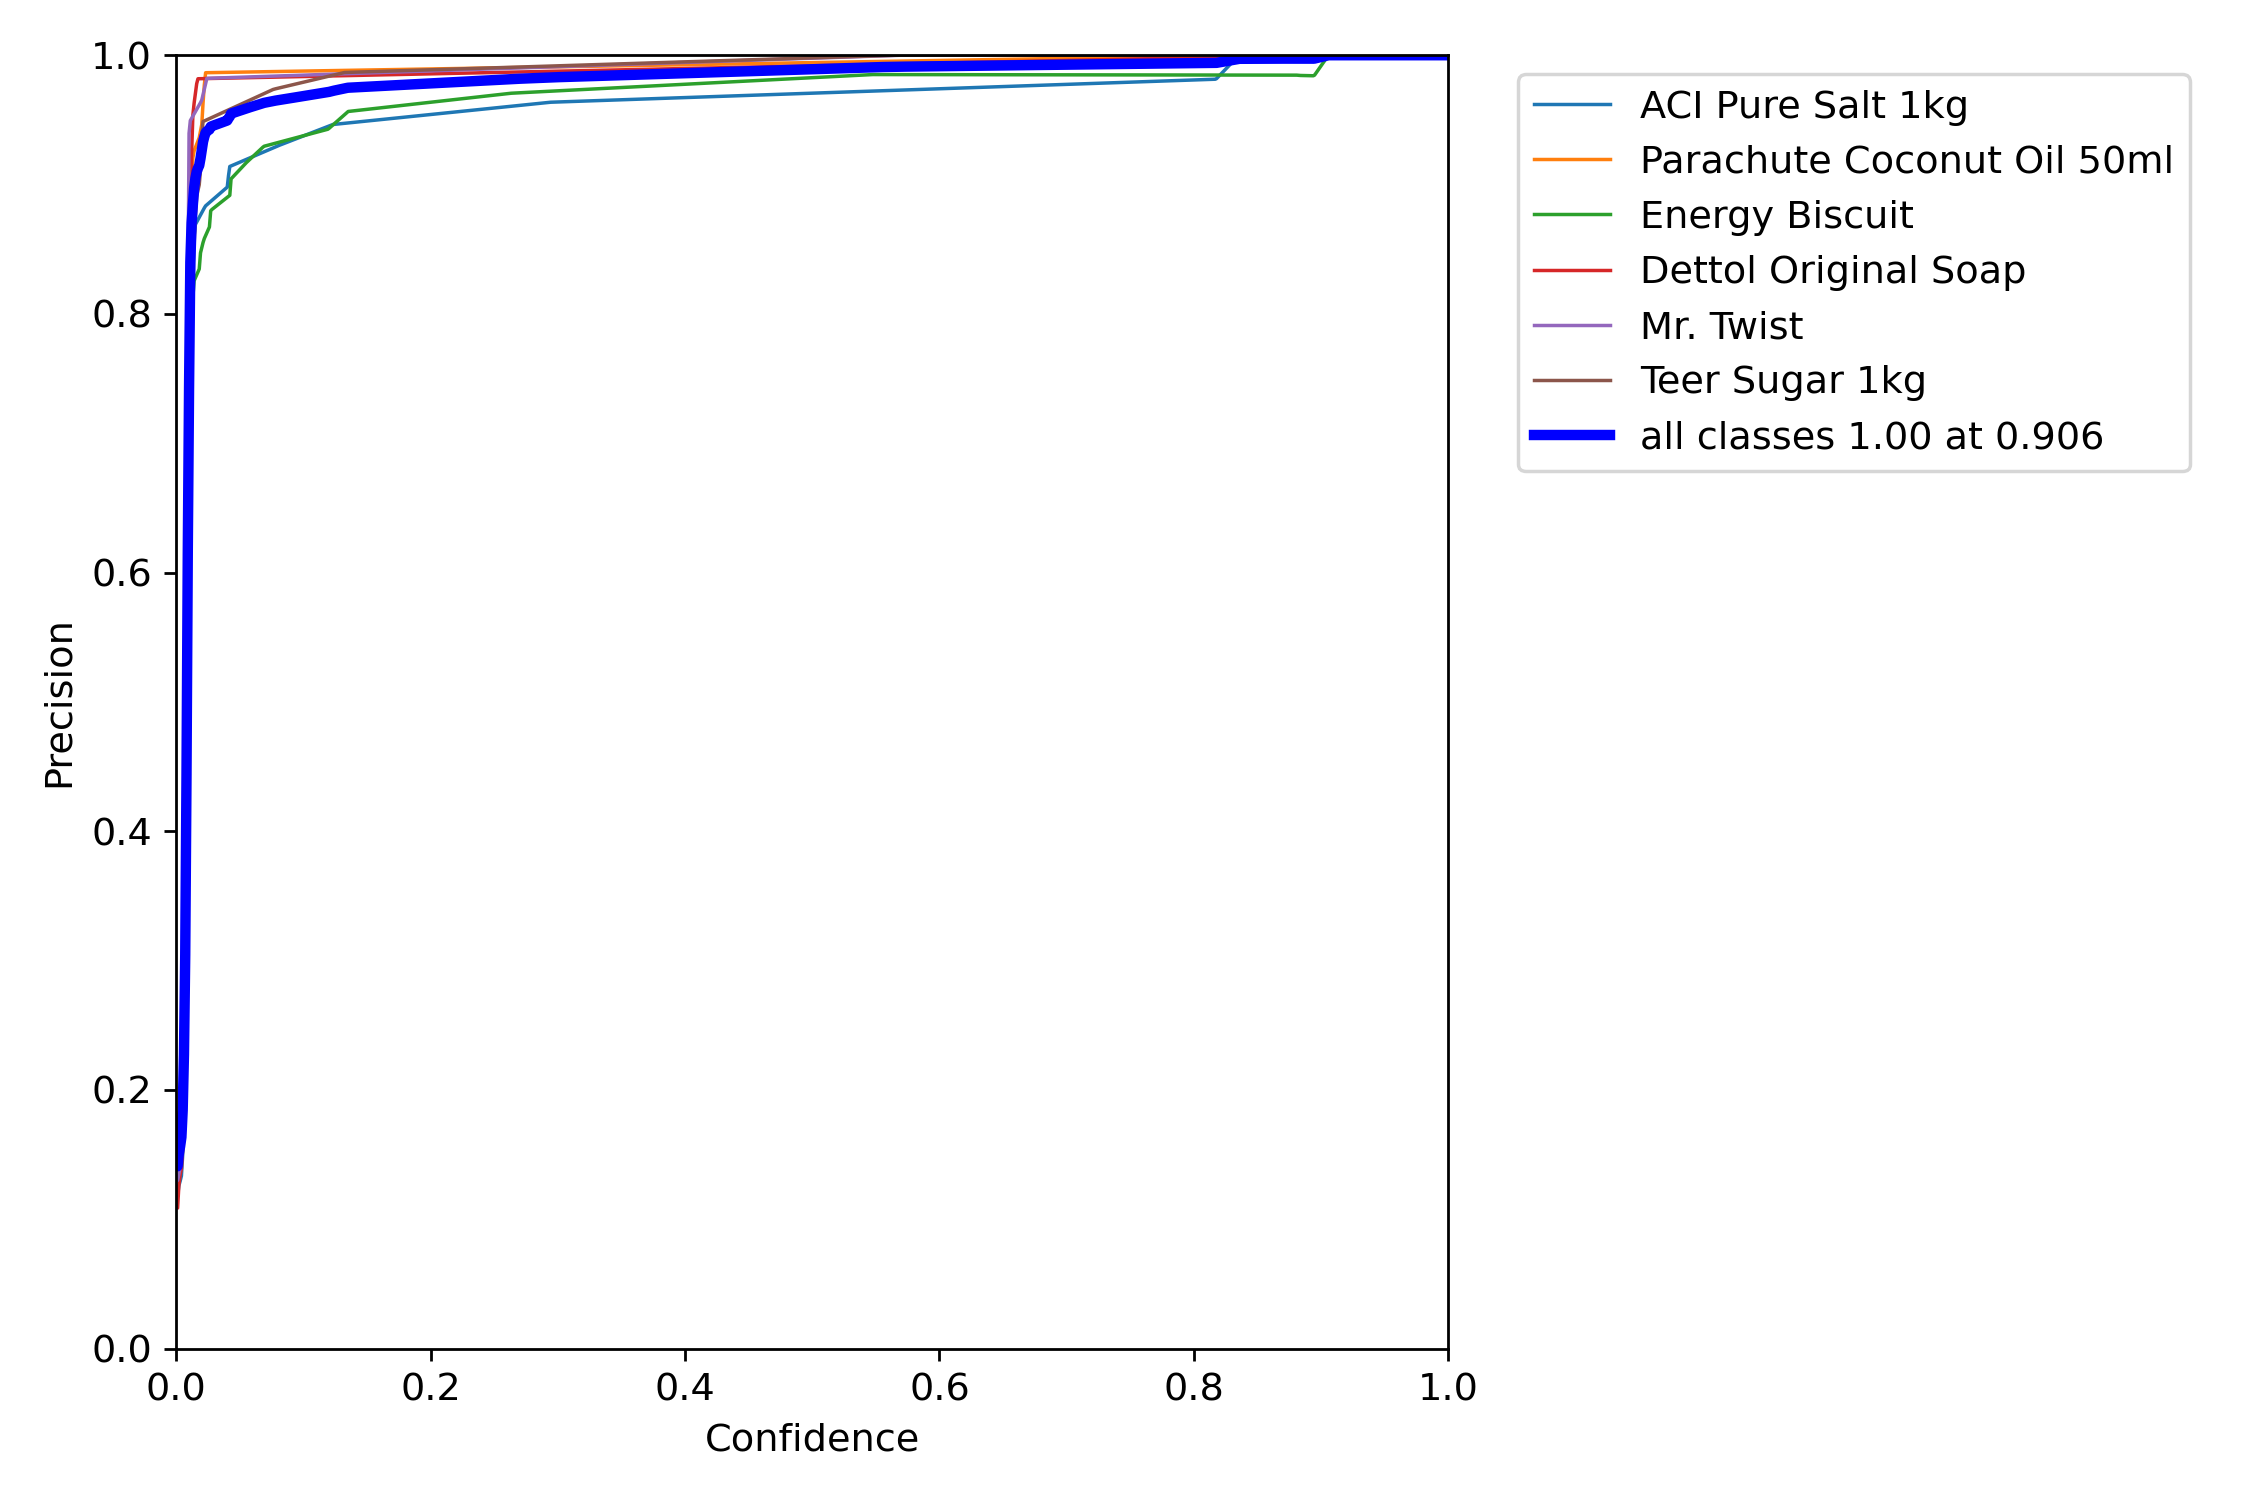 1.0
0.8
0.6
0.4
0.2
0.0
Precision
0.0 0.2 0.4 0.6 0.8 1.0
Confidence
ACI Pure Salt 1kg
Parachute Coconut Oil 50ml
Energy Biscuit
Dettol Original Soap
Mr. Twist
Teer Sugar 1kg
all classes 1.00 at 0.906